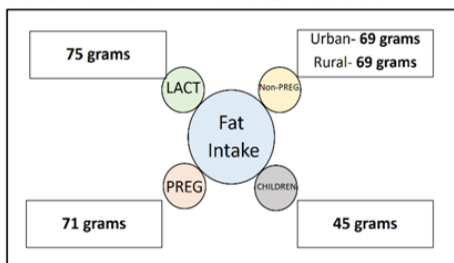 75 grams
Urban- 69 grams
Rural- 69 grams
LACT
Non-PREG
Fat
Intake
PREG
CHILDREN
71 grams
45 grams